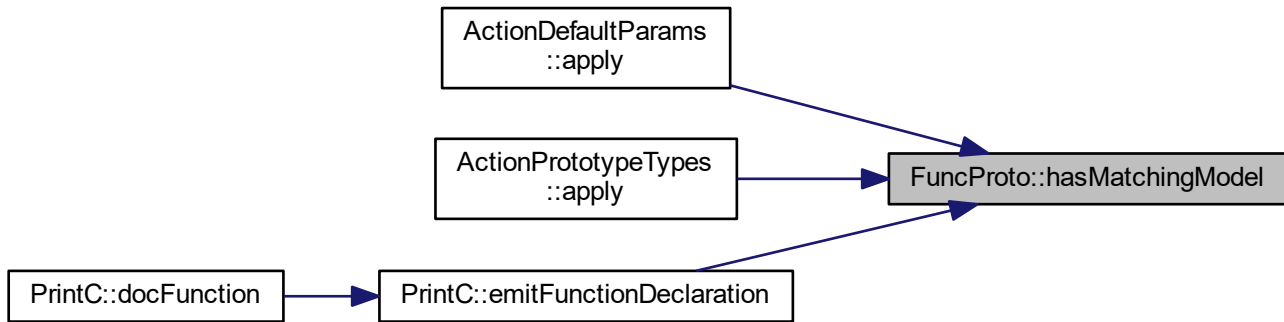 ActionDefaultParams
::apply
ActionPrototypeTypes
::apply
FuncProto::hasMatchingModel
PrintC::docFunction
PrintC::emitFunctionDeclaration